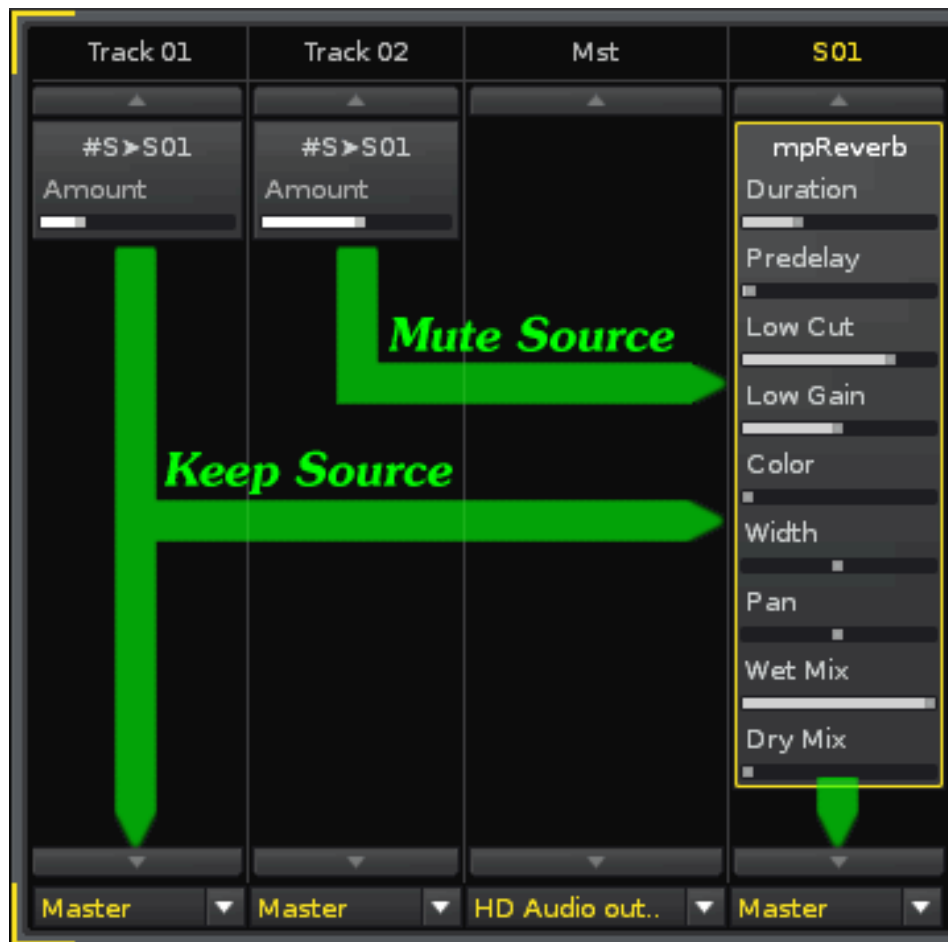 Track 01 Track 02 Mst S01
#S➤S01 #S➤S01 mpReverb
Amount Amount Duration
Predelay
Mute Source Low Cut
Low Gain
Keep Source Color
Width
Pan
Wet Mix
Dry Mix
Master Master HD Audio out.. Master